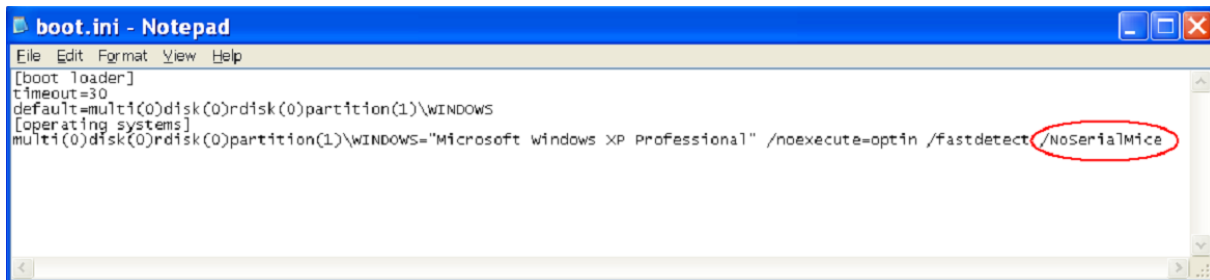 boot.ini - Notepad
File Edit Format View Help
[boot loader]
timeout=30
default=multi(0)disk(0)rdisk(0)partition(1)\WINDOWS
[operating systems]
multi(0)disk(0)rdisk(0)partition(1)\WINDOWS="Microsoft Windows XP Professional" /noexecute=optin /fastdetect /NoSerialMice